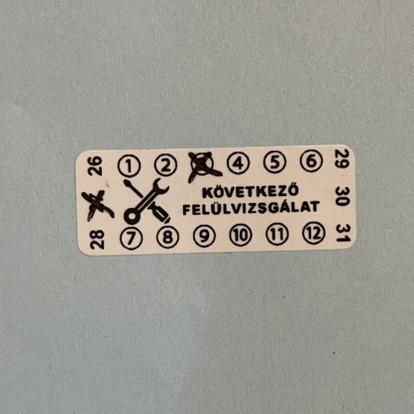 26 1 2 4 5 6 29
KÖVETKEZŐ 30
FELÜLVIZSGÁLAT
28 7 8 9 10 11 12 31